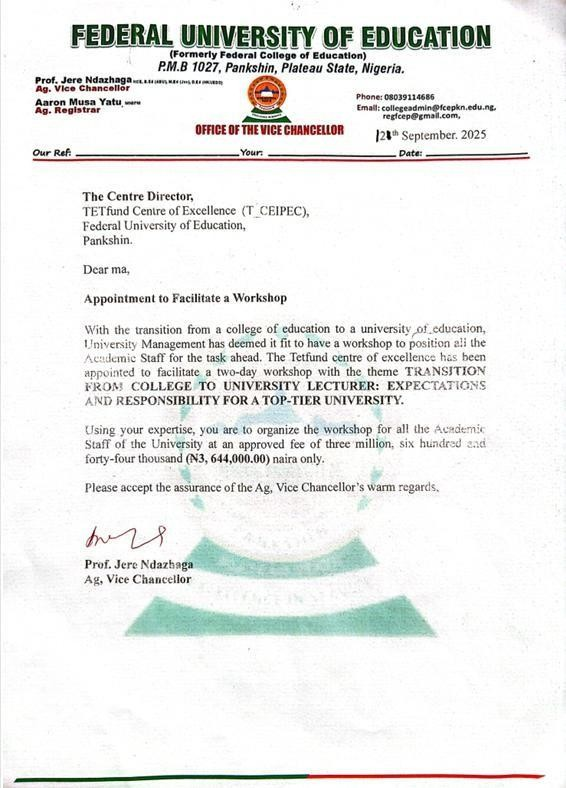 FEDERAL UNIVERSITY OF EDUCATION
(Formerly Federal College of Education)
P.M.B 1027, Pankshin, Plateau State, Nigeria.
Prof. Jere Ndazhaga
Ag. Vice Chancellor
Aaron Musa Yatu
Ag. Registrar
Phone: 08039114686
Email: collegeadmin@fcepkn.edu.ng,
regfcep@gmail.com,
OFFICE OF THE VICE CHANCELLOR
September. 2025
Our Ref: Your: Date:
The Centre Director,
TETfund Centre of Excellence (T_CEIPEC),
Federal University of Education,
Pankshin.
Dear ma,
Appointment to Facilitate a Workshop
With the transition from a college of education to a university of education,
University Management has deemed it fit to have a workshop to position all the
Academic Staff for the task ahead. The Tetfund centre of excellence has been
appointed to facilitate a two-day workshop with the theme TRANSITION
FROM COLLEGE TO UNIVERSITY LECTURER: EXPECTATIONS
AND RESPONSIBILITY FOR A TOP-TIER UNIVERSITY.
Using your expertise, you are to organize the workshop for all the Academic
Staff of the University at an approved fee of three million, six hundred and
forty-four thousand (₦3, 644,000.00) naira only.
Please accept the assurance of the Ag, Vice Chancellor's warm regards.
Prof. Jere Ndazhaga
Ag, Vice Chancellor